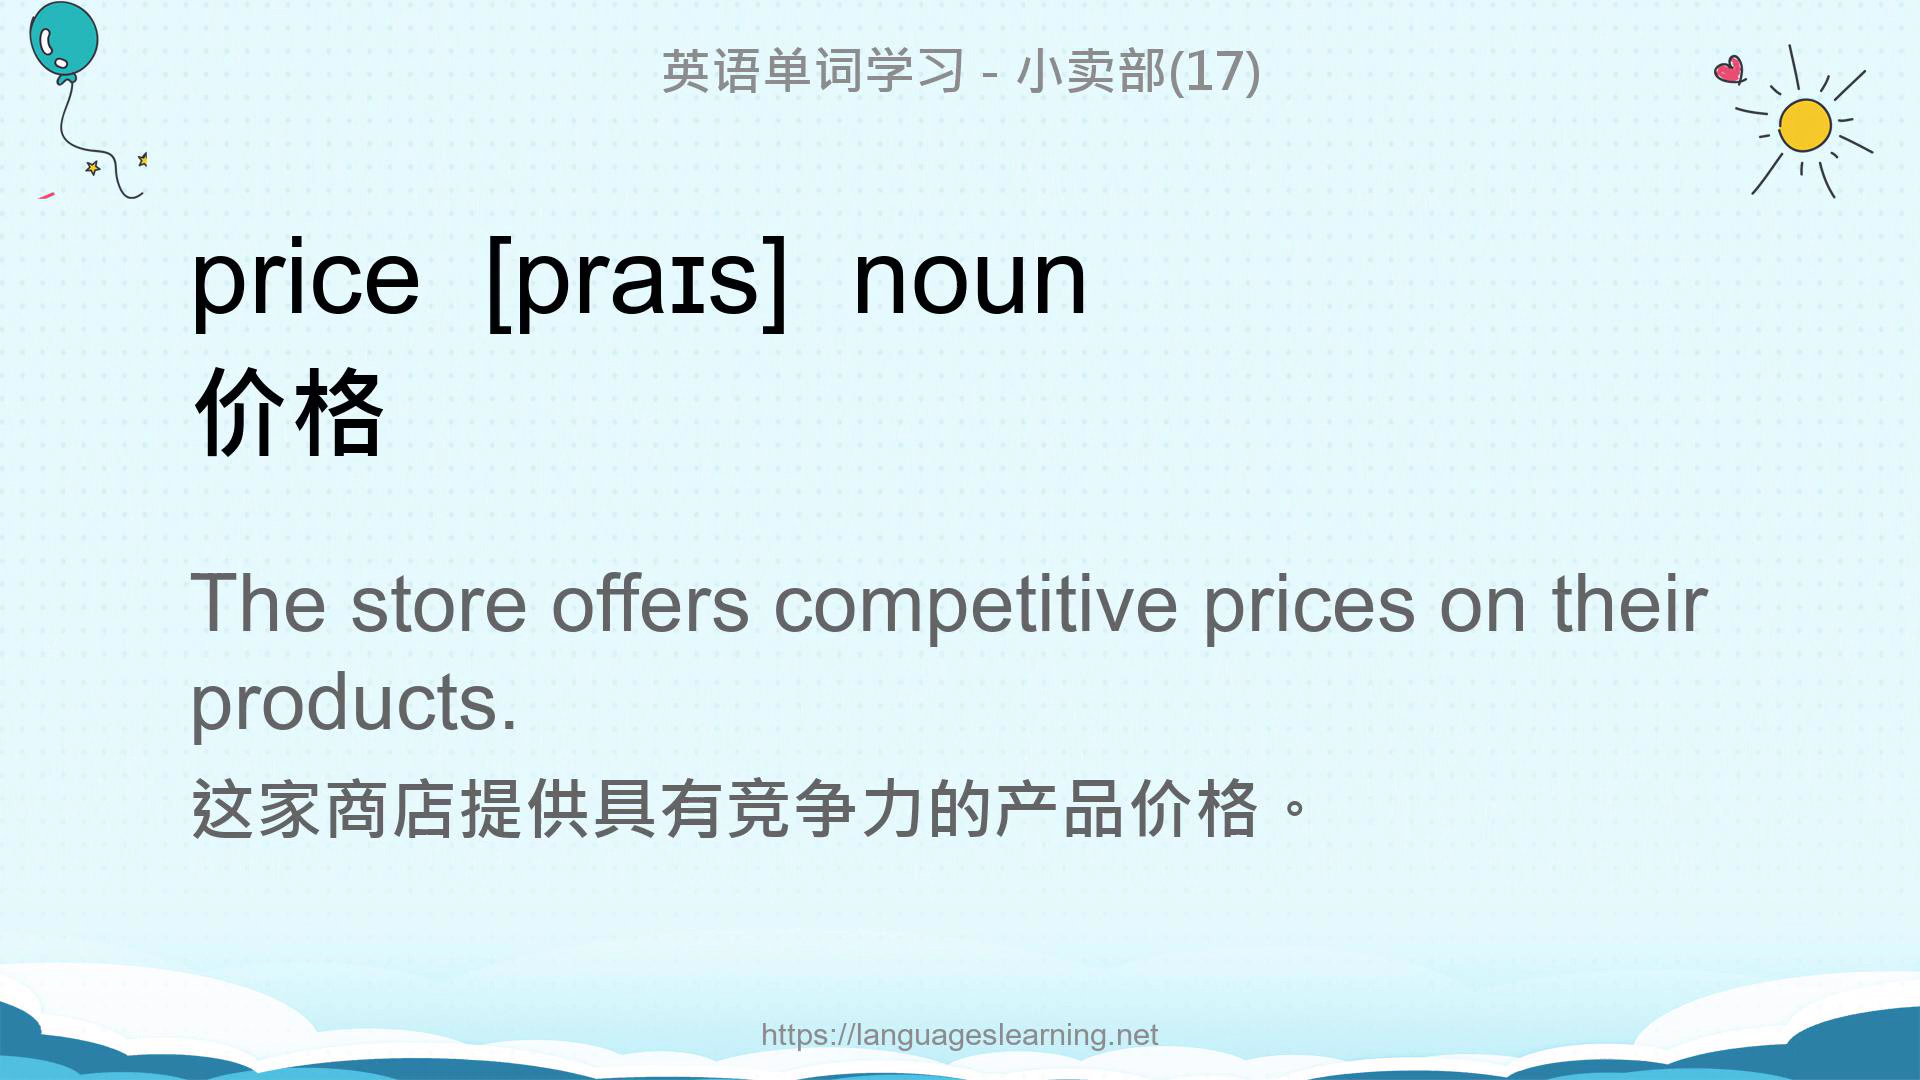 英语单词学习 - 小卖部(17)
price [praɪs] noun
价格
The store offers competitive prices on their
products.
这家商店提供具有竞争力的产品价格。
https://languageslearning.net